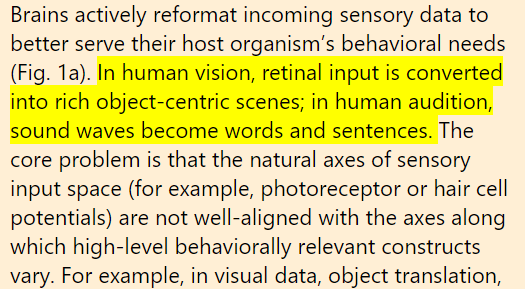 Brains actively reformat incoming sensory data to
better serve their host organism’s behavioral needs
(Fig. 1a). In human vision, retinal input is converted
into rich object-centric scenes; in human audition,
sound waves become words and sentences. The
core problem is that the natural axes of sensory
input space (for example, photoreceptor or hair cell
potentials) are not well-aligned with the axes along
which high-level behaviorally relevant constructs
vary. For example, in visual data, object translation,